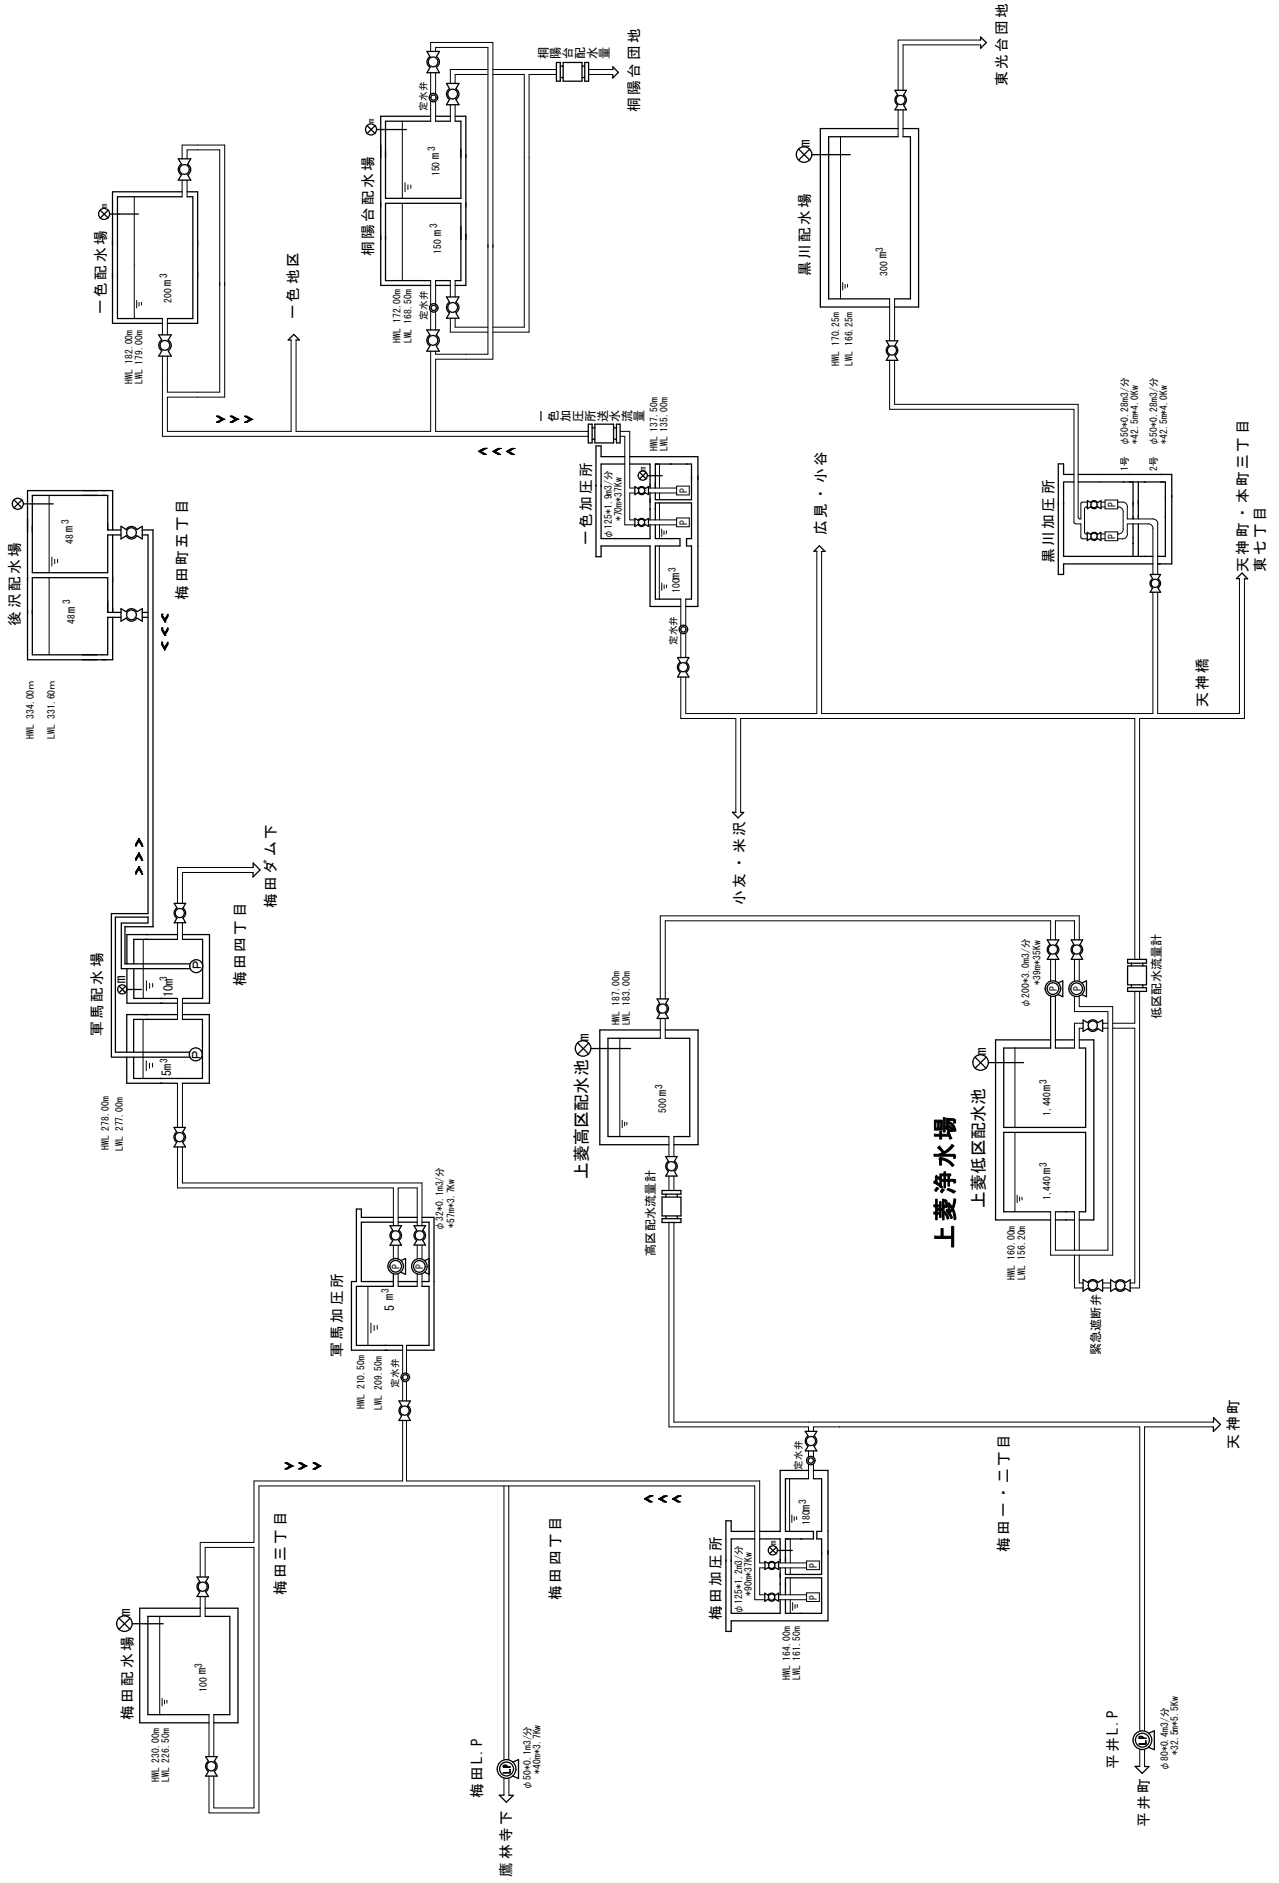 後沢配水場
48m³
48m³
HWL 334.00m
LWL 331.60m
梅田町五丁目
軍馬配水場
m
P
P
5m³
10m³
HWL 278.00m
LWL 277.00m
梅田四丁目
梅田ダム下
軍馬加圧所
5 m³
P
P
φ32*0.1m3/分
*57m*3.7Kw
HWL 210.50m
LWL 209.50m
定水弁
梅田配水場
m
100m³
HWL 230.00m
LWL 226.50m
梅田三丁目
梅田L.P
LP
φ50*0.1m3/分
*40m*3.7Kw
鷹林寺下
梅田四丁目
梅田加圧所
φ125*1.2m3/分
*90m*37Kw
m
P
P
180m³
HWL 164.00m
LWL 161.50m
定水弁
平井L.P
LP
φ80*0.4m3/分
*32.5m*5.5Kw
平井町
梅田一・二丁目
天神町
一色配水場
m
200m³
HWL 182.00m
LWL 179.00m
一色地区
桐陽台配水場
150m³
150m³
HWL 172.00m
LWL 168.50m
定水弁
定水弁
桐陽台配水量
桐陽台団地
一色加圧所送水流量
HWL 137.50m
LWL 135.00m
一色加圧所
φ125*1.9m3/分
*70m*37Kw
m
P
P
100m³
定水弁
広見・小谷
小友・米沢
黒川配水場
m
300m³
HWL 170.25m
LWL 166.25m
東光台団地
黒川加圧所
P
P
1号 φ50*0.28m3/分
*42.5m*4.0Kw
2号 φ50*0.28m3/分
*42.5m*4.0Kw
天神橋
天神町・本町三丁目
東七丁目
上菱高区配水池
m
500m³
HWL 187.00m
LWL 183.00m
高区配水流量計
上菱浄水場
上菱低区配水池
m
1,440m³
1,440m³
HWL 160.00m
LWL 156.20m
P
P
φ200*3.0m3/分
*39m*35Kw
低区配水流量計
緊急遮断弁